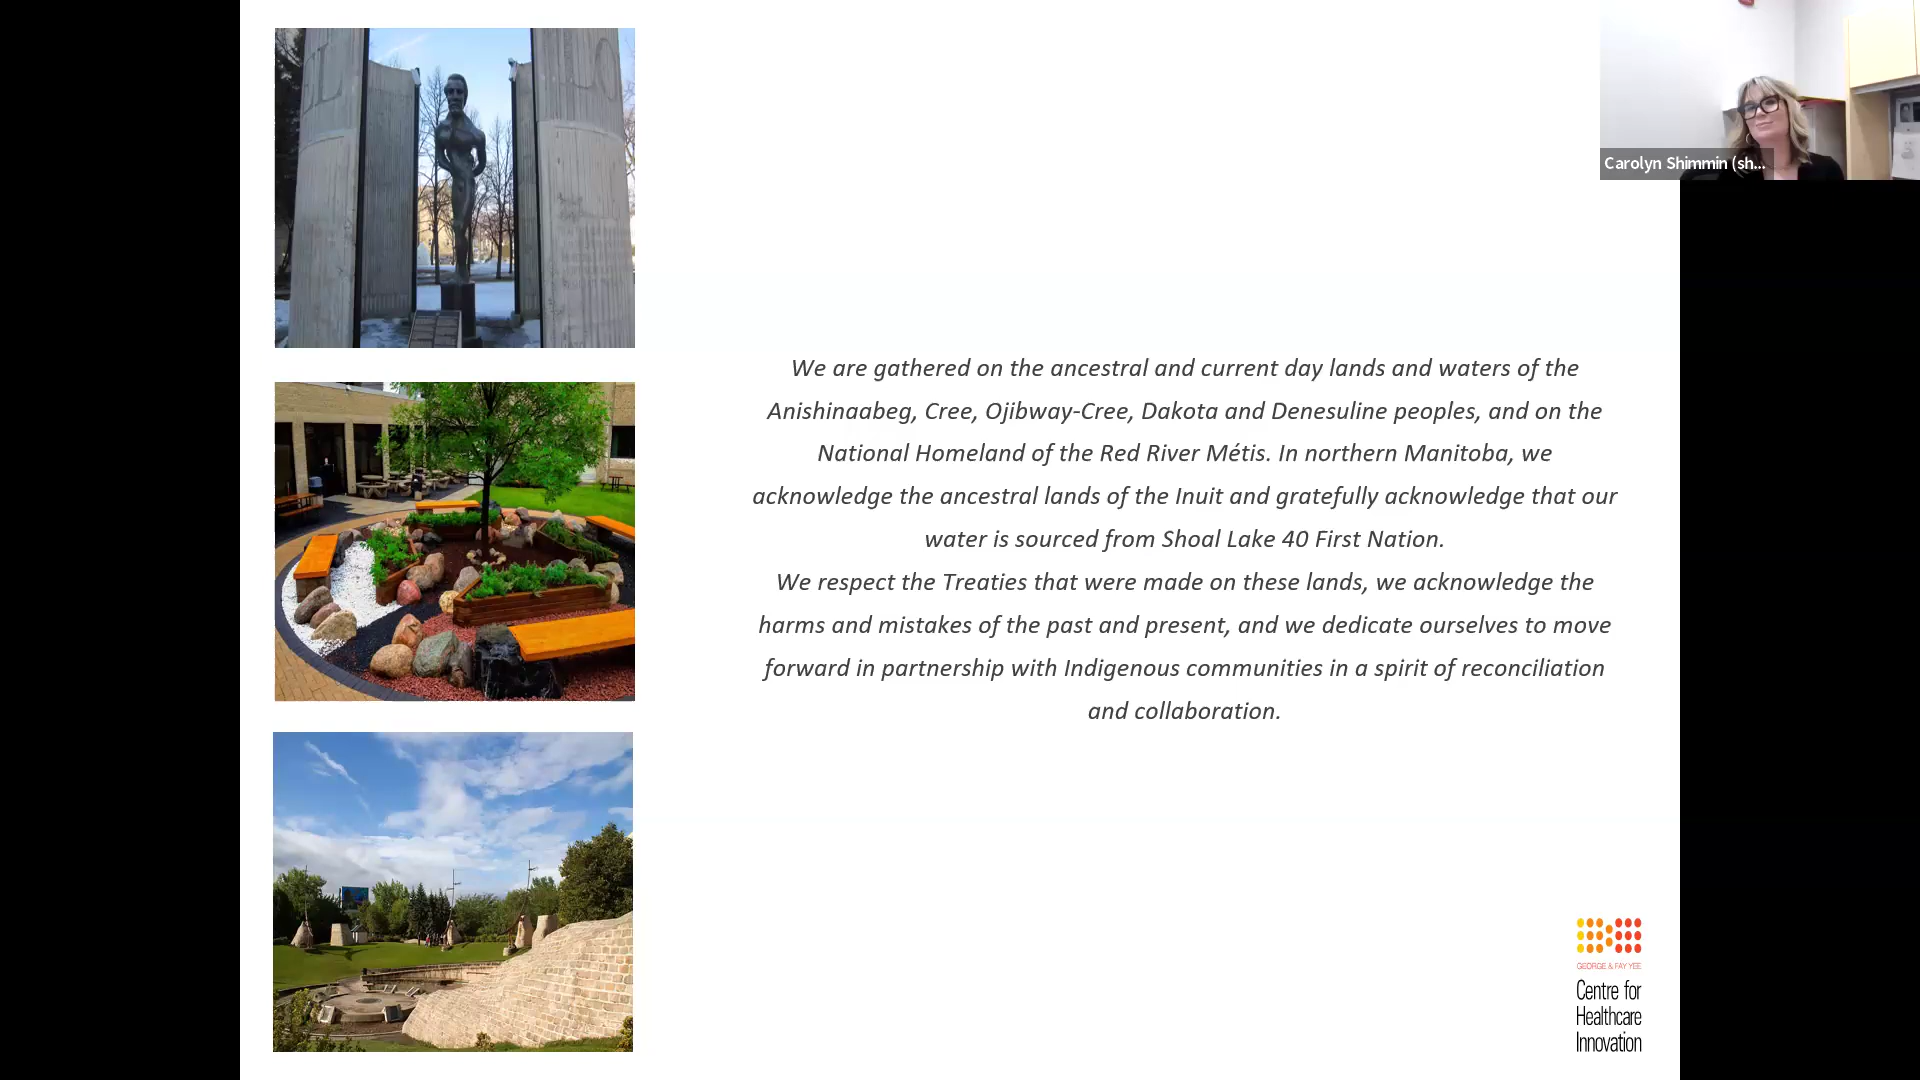 Carolyn Shimmin (sh...
We are gathered on the ancestral and current day lands and waters of the
Anishinaabeg, Cree, Ojibway-Cree, Dakota and Denesuline peoples, and on the
National Homeland of the Red River Métis. In northern Manitoba, we
acknowledge the ancestral lands of the Inuit and gratefully acknowledge that our
water is sourced from Shoal Lake 40 First Nation.
We respect the Treaties that were made on these lands, we acknowledge the
harms and mistakes of the past and present, and we dedicate ourselves to move
forward in partnership with Indigenous communities in a spirit of reconciliation
and collaboration.
GEORGE & FAY YEE
Centre for
Healthcare
Innovation